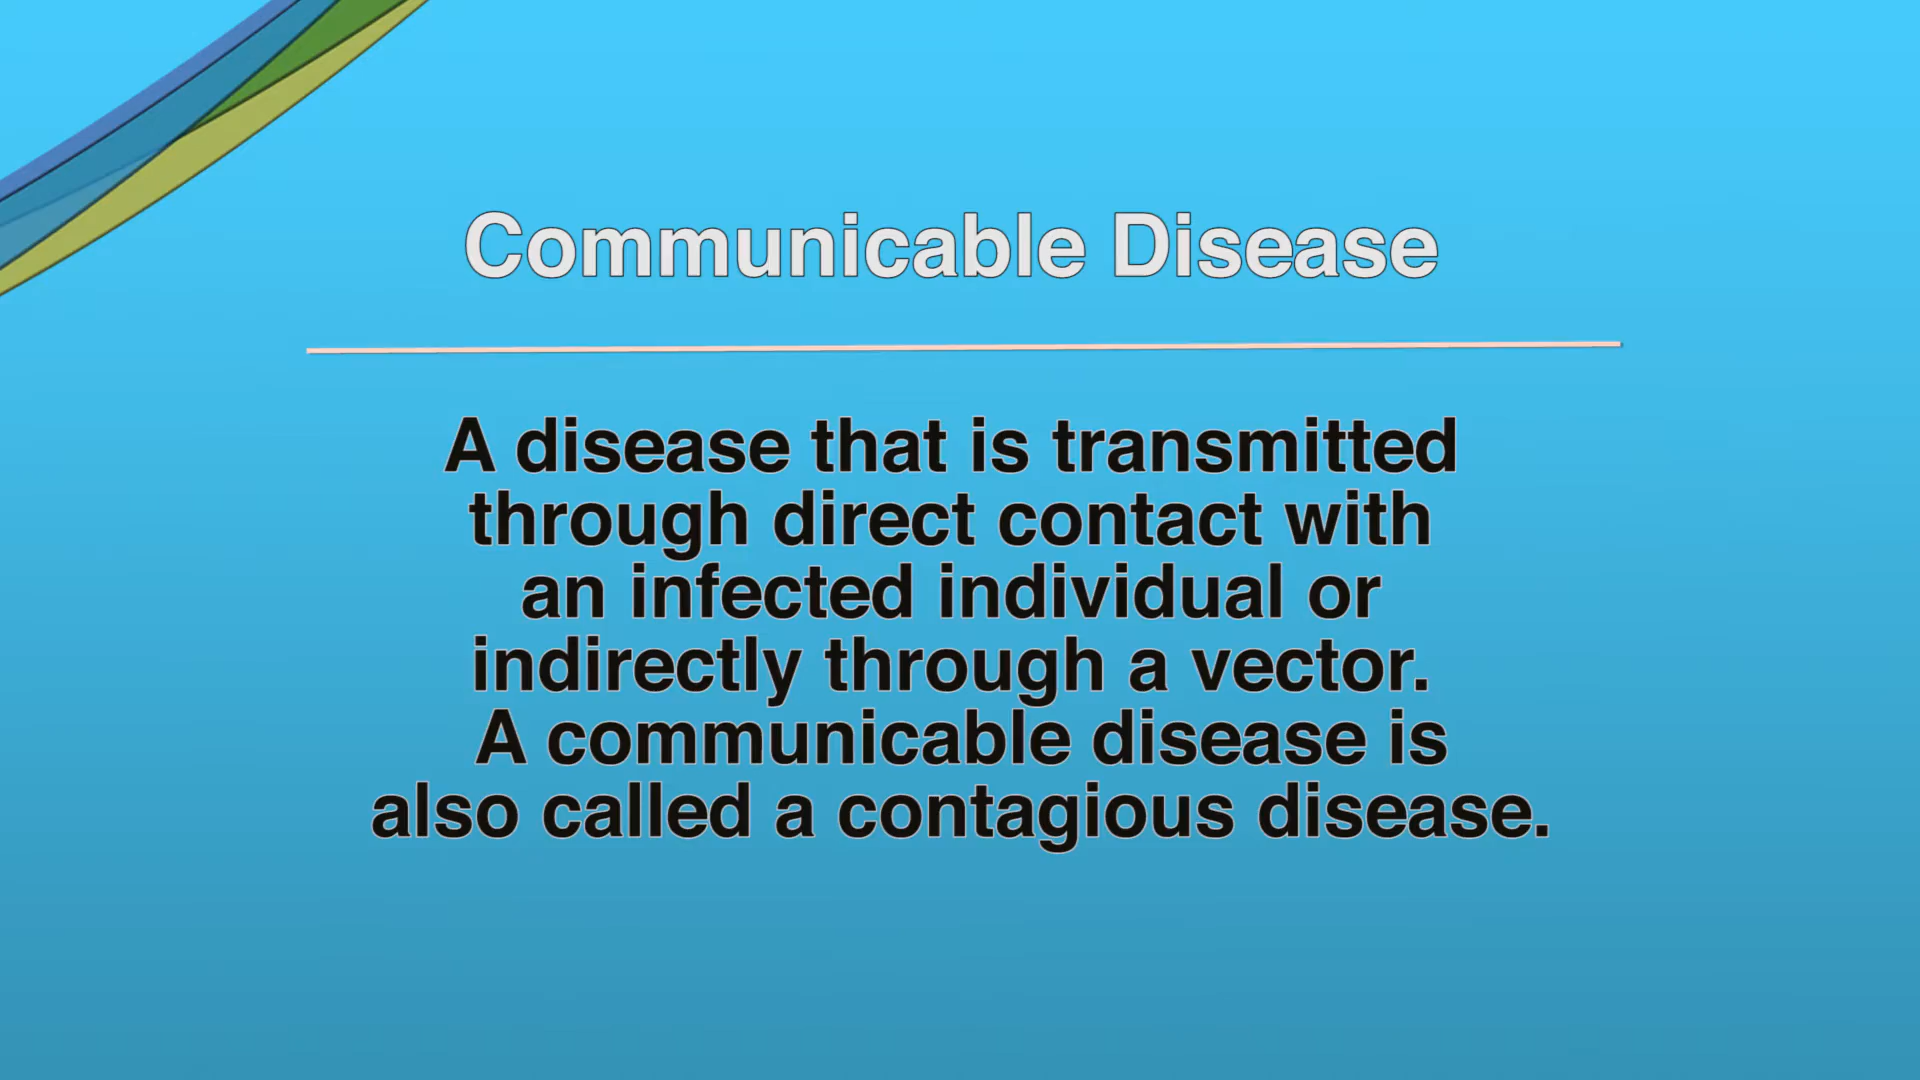 Communicable Disease
A disease that is transmitted
through direct contact with
an infected individual or
indirectly through a vector.
A communicable disease is
also called a contagious disease.